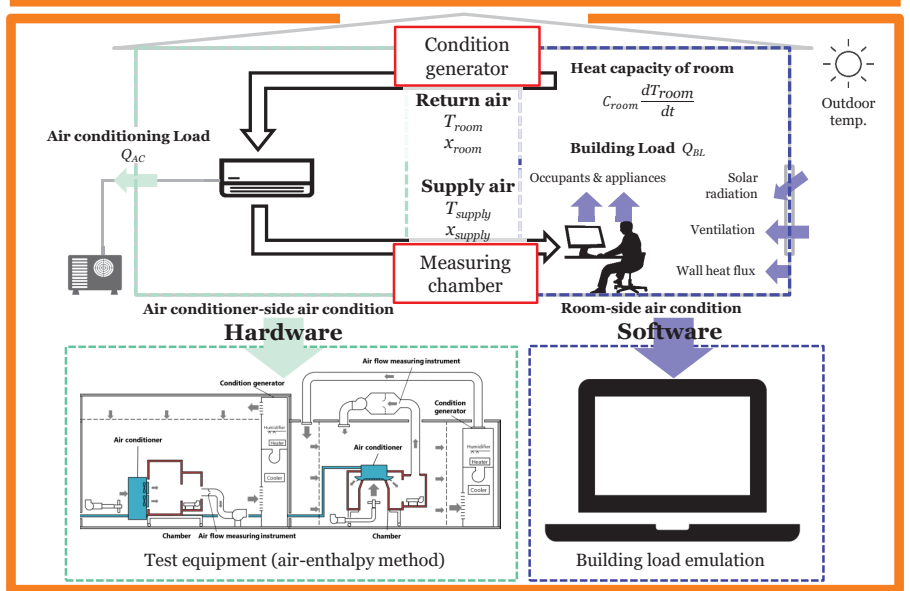 Condition
generator
Heat capacity of room
C_room dT_room/dt
Outdoor
temp.
Return air
T_room
x_room
Air conditioning Load
Q_AC
Building Load Q_BL
Occupants & appliances
Solar
radiation
Supply air
T_supply
x_supply
Ventilation
Measuring
chamber
Wall heat flux
Air conditioner-side air condition
Room-side air condition
Hardware
Software
Air flow measuring instrument
Condition generator
Condition
generator
Humidifier
Heater
Cooler
Air conditioner
Air conditioner
Humidifier
Heater
Cooler
Chamber
Air flow measuring instrument
Chamber
Test equipment (air-enthalpy method)
Building load emulation